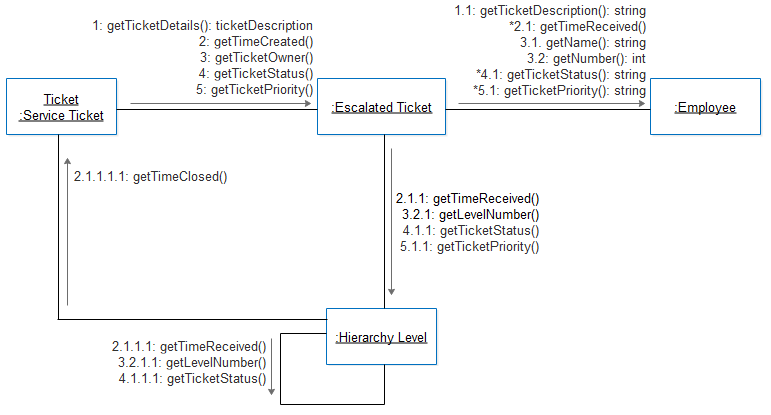 1: getTicketDetails(): ticketDescription
2: getTimeCreated()
3: getTicketOwner()
4: getTicketStatus()
5: getTicketPriority()
1.1: getTicketDescription(): string
*2.1: getTimeReceived()
3.1. getName(): string
3.2: getNumber(): int
*4.1: getTicketStatus(): string
*5.1: getTicketPriority(): string
Ticket
:Service Ticket
:Escalated Ticket
:Employee
2.1.1.1.1: getTimeClosed()
2.1.1: getTimeReceived()
3.2.1: getLevelNumber()
4.1.1: getTicketStatus()
5.1.1: getTicketPriority()
:Hierarchy Level
2.1.1.1: getTimeReceived()
3.2.1.1: getLevelNumber()
4.1.1.1: getTicketStatus()